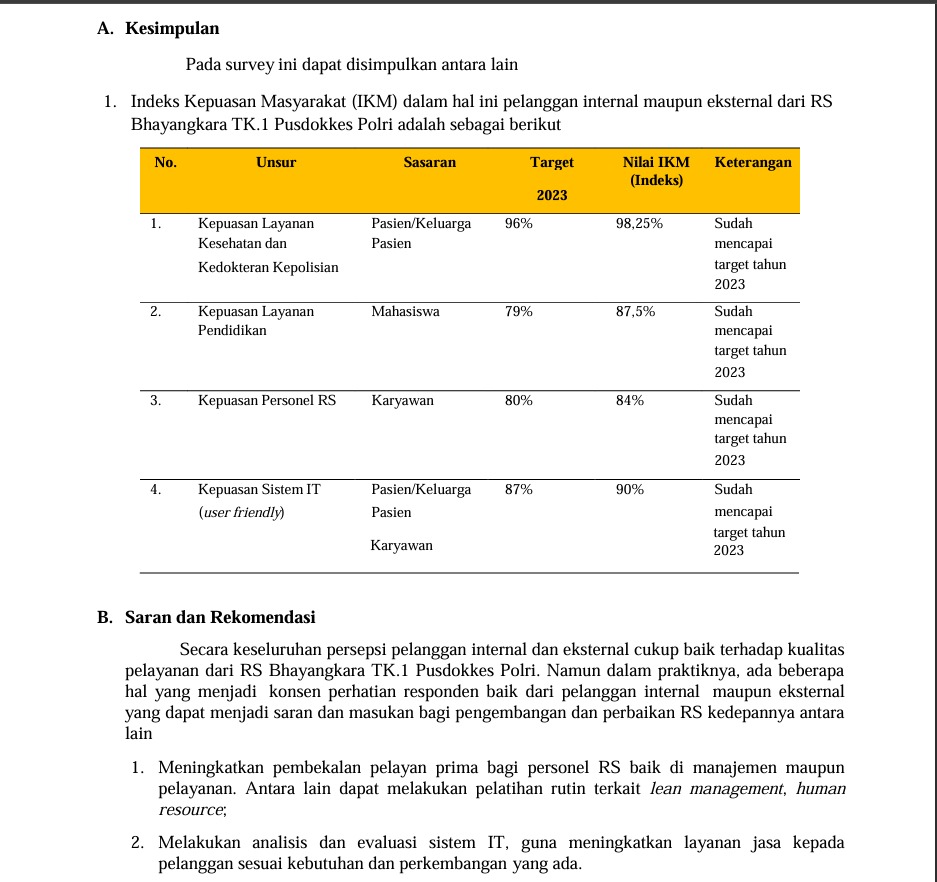 A. Kesimpulan
Pada survey ini dapat disimpulkan antara lain
1. Indeks Kepuasan Masyarakat (IKM) dalam hal ini pelanggan internal maupun eksternal dari RS
Bhayangkara TK.1 Pusdokkes Polri adalah sebagai berikut
No. Unsur Sasaran Target 2023 Nilai IKM (Indeks) Keterangan
1. Kepuasan Layanan Pasien/Keluarga 96% 98,25% Sudah
Kesehatan dan Pasien mencapai
Kedokteran Kepolisian target tahun
2023
2. Kepuasan Layanan Mahasiswa 79% 87,5% Sudah
Pendidikan mencapai
target tahun
2023
3. Kepuasan Personel RS Karyawan 80% 84% Sudah
mencapai
target tahun
2023
4. Kepuasan Sistem IT Pasien/Keluarga 87% 90% Sudah
(user friendly) Pasien mencapai
target tahun
Karyawan 2023
B. Saran dan Rekomendasi
Secara keseluruhan persepsi pelanggan internal dan eksternal cukup baik terhadap kualitas
pelayanan dari RS Bhayangkara TK.1 Pusdokkes Polri. Namun dalam praktiknya, ada beberapa
hal yang menjadi konsen perhatian responden baik dari pelanggan internal maupun eksternal
yang dapat menjadi saran dan masukan bagi pengembangan dan perbaikan RS kedepannya antara
lain
1. Meningkatkan pembekalan pelayan prima bagi personel RS baik di manajemen maupun
pelayanan. Antara lain dapat melakukan pelatihan rutin terkait lean management, human
resource;
2. Melakukan analisis dan evaluasi sistem IT, guna meningkatkan layanan jasa kepada
pelanggan sesuai kebutuhan dan perkembangan yang ada.